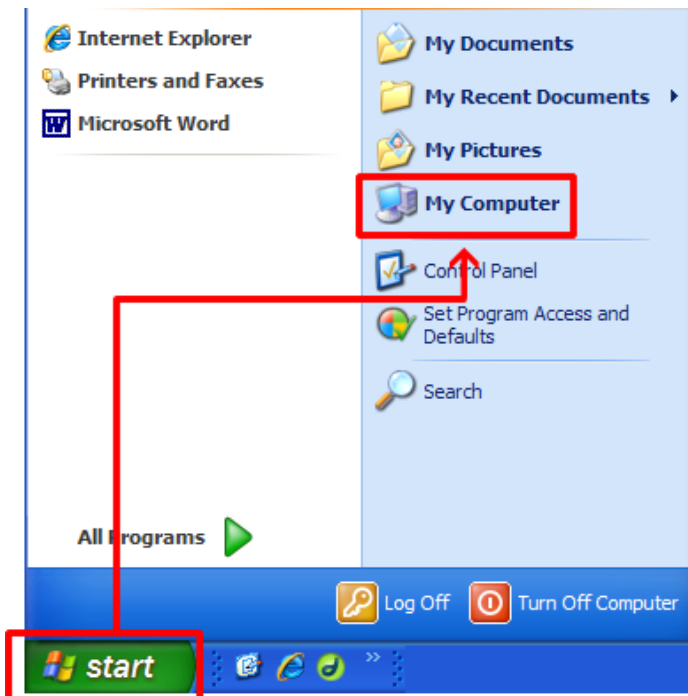 Internet Explorer
Printers and Faxes
Microsoft Word
All Programs
My Documents
My Recent Documents
My Pictures
My Computer
Control Panel
Set Program Access and
Defaults
Search
Log Off
Turn Off Computer
start